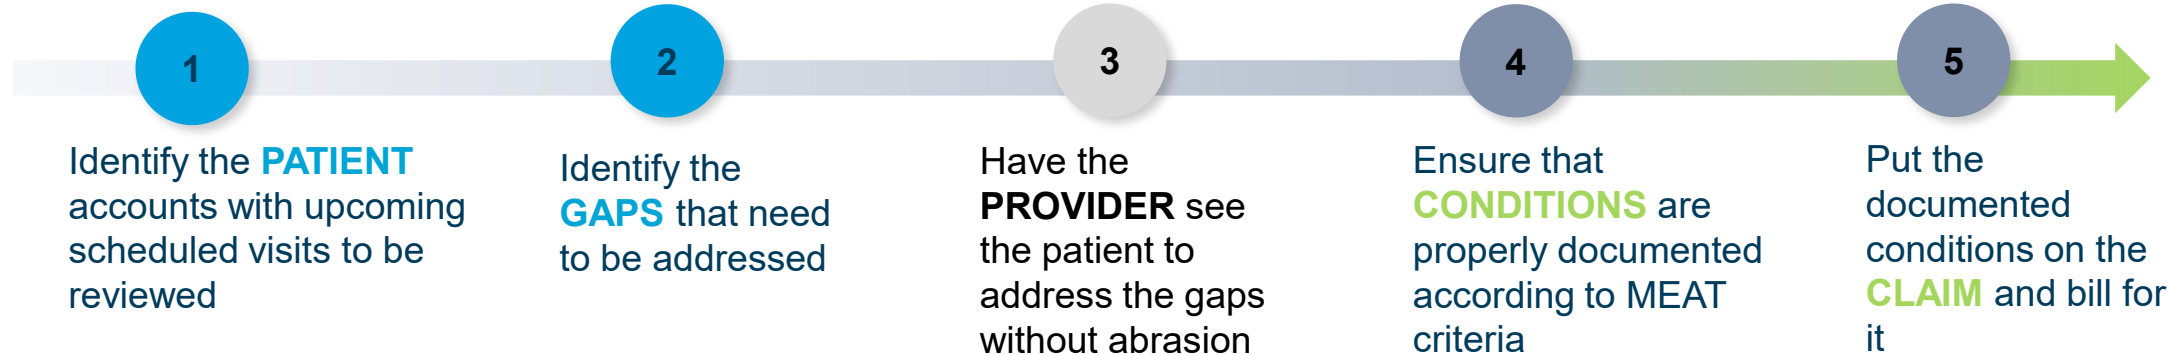 1
Identify the PATIENT
accounts with upcoming
scheduled visits to be
reviewed
2
Identify the
GAPS that need
to be addressed
3
Have the
PROVIDER see
the patient to
address the gaps
without abrasion
4
Ensure that
CONDITIONS are
properly documented
according to MEAT
criteria
5
Put the
documented
conditions on the
CLAIM and bill for
it